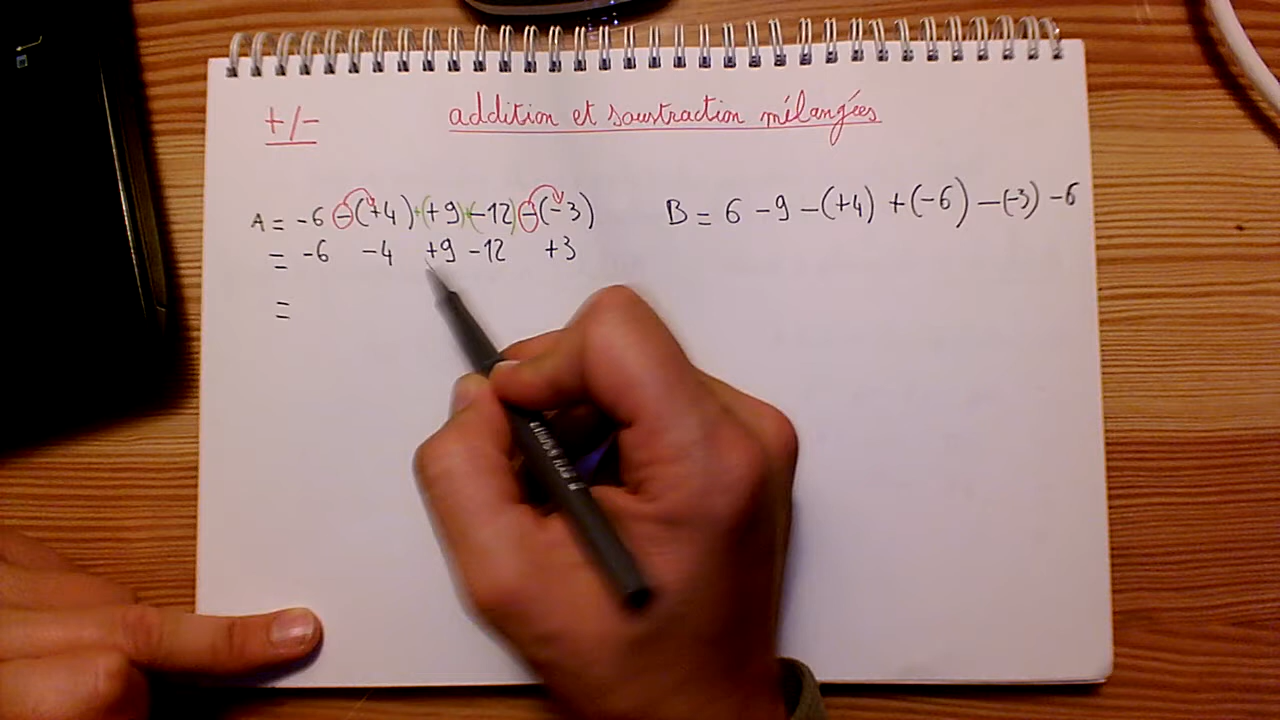 +/-
addition et soustraction mélangées
A = -6 -(+4) +(+9)+(-12) -(-3)
= -6 -4 +9 -12 +3
=
B = 6 -9 -(+4) +(-6) -(-3) -6